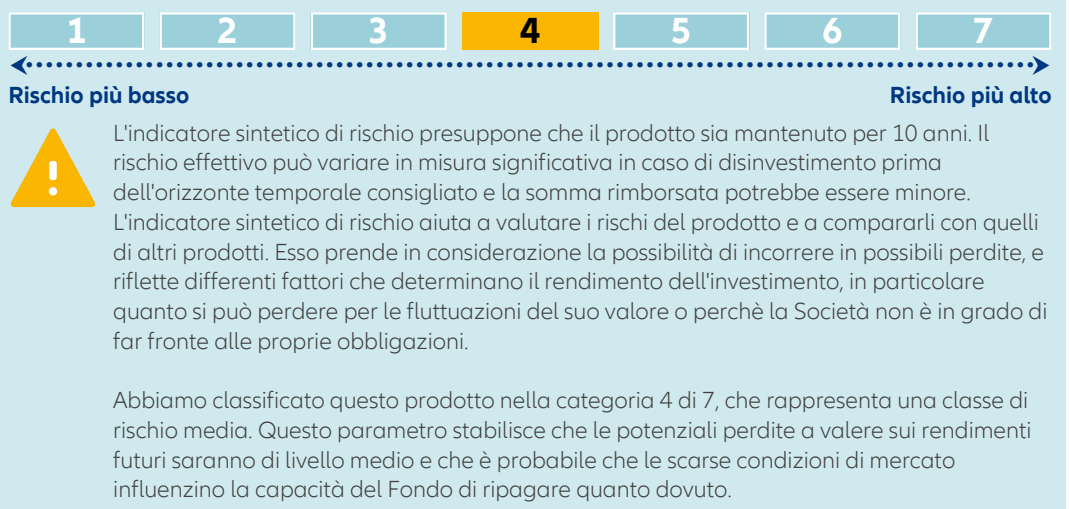 1 2 3 4 5 6 7
Rischio più basso Rischio più alto
L'indicatore sintetico di rischio presuppone che il prodotto sia mantenuto per 10 anni. Il
rischio effettivo può variare in misura significativa in caso di disinvestimento prima
dell'orizzonte temporale consigliato e la somma rimborsata potrebbe essere minore.
L'indicatore sintetico di rischio aiuta a valutare i rischi del prodotto e a compararli con quelli
di altri prodotti. Esso prende in considerazione la possibilità di incorrere in possibili perdite, e
riflette differenti fattori che determinano il rendimento dell'investimento, in particolare
quanto si può perdere per le fluttuazioni del suo valore o perchè la Società non è in grado di
far fronte alle proprie obbligazioni.
Abbiamo classificato questo prodotto nella categoria 4 di 7, che rappresenta una classe di
rischio media. Questo parametro stabilisce che le potenziali perdite a valere sui rendimenti
futuri saranno di livello medio e che è probabile che le scarse condizioni di mercato
influenzino la capacità del Fondo di ripagare quanto dovuto.